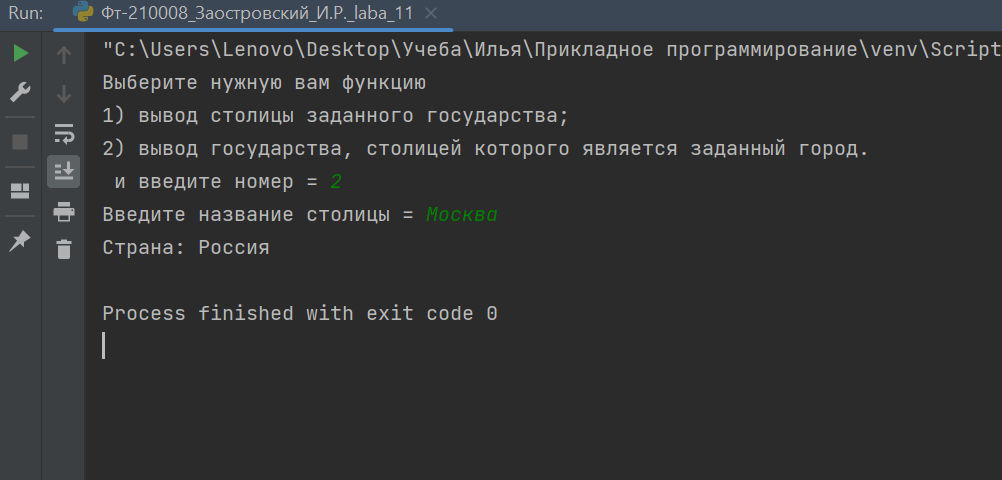 Run: Фт-210008_Заостровский_И.Р._laba_11
"C:\Users\Lenovo\Desktop\Учеба\Илья\Прикладное программирование\venv\Script
Выберите нужную вам функцию
1) вывод столицы заданного государства;
2) вывод государства, столицей которого является заданный город.
и введите номер = 2
Введите название столицы = Москва
Страна: Россия
Process finished with exit code 0